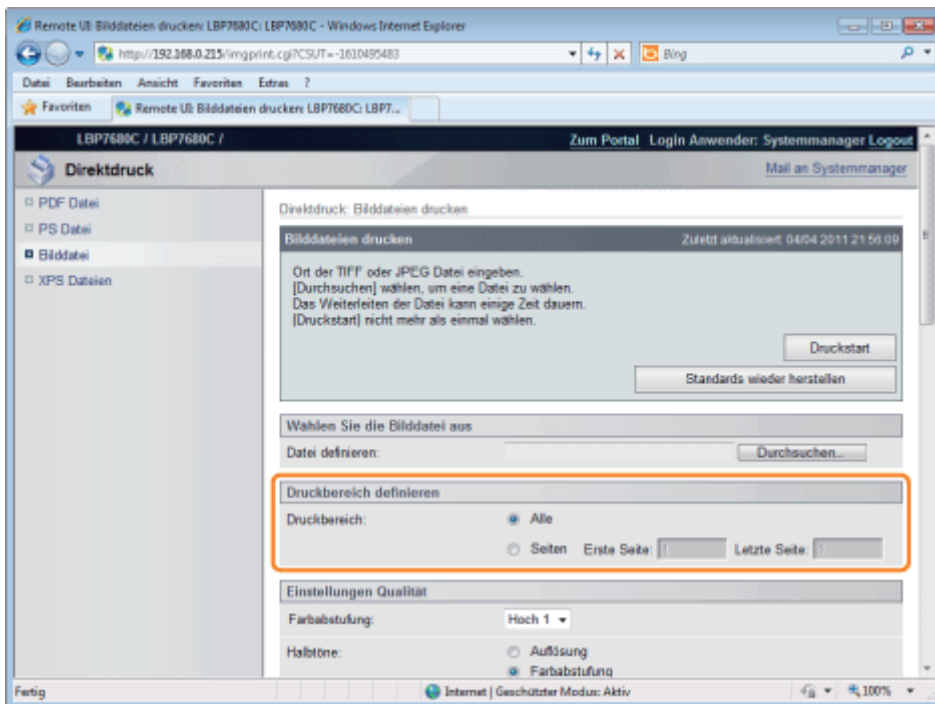 Remote UI: Bilddateien drucken: LBP7680C: LBP7680C - Windows Internet Explorer
http://192.168.0.215/imgprint.cgi?CSUT=-1610495483
Bing
Datei Bearbeiten Ansicht Favoriten Extras ?
Favoriten Remote UI: Bilddateien drucken: LBP7680C: LBP7...
LBP7680C / LBP7680C / Zum Portal Login Anwender: Systemmanager Logout
Direktdruck Mail an Systemmanager
PDF Datei
PS Datei
Bilddatei
XPS Dateien
Direktdruck: Bilddateien drucken
Bilddateien drucken Zuletzt aktualisiert: 04/04 2011 21:56:09
Ort der TIFF oder JPEG Datei eingeben.
[Durchsuchen] wählen, um eine Datei zu wählen.
Das Weiterleiten der Datei kann einige Zeit dauern.
[Druckstart] nicht mehr als einmal wählen.
Druckstart
Standards wieder herstellen
Wählen Sie die Bilddatei aus
Datei definieren: Durchsuchen...
Druckbereich definieren
Druckbereich: Alle
Seiten Erste Seite: 1 Letzte Seite: 1
Einstellungen Qualität
Farbabstufung: Hoch 1
Halbtöne: Auflösung
Farbabstufung
Fertig Internet | Geschützter Modus: Aktiv 100%